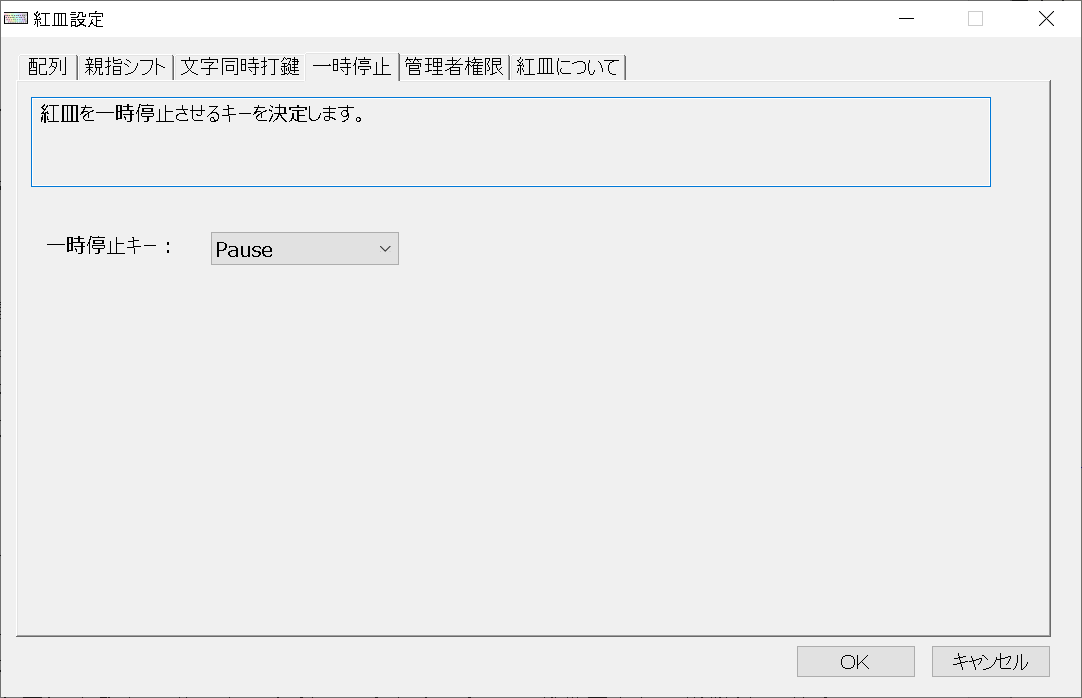 紅皿設定
配列 親指シフト 文字同時打鍵 一時停止 管理者権限 紅皿について
紅皿を一時停止させるキーを決定します。
一時停止キー： Pause
OK キャンセル